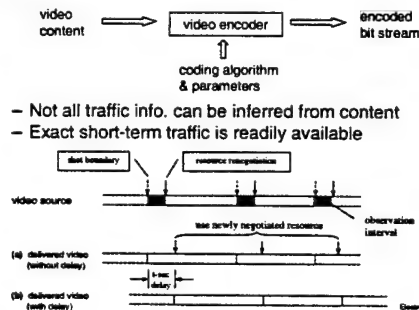 video content
video encoder
encoded bit stream
coding algorithm & parameters
– Not all traffic info. can be inferred from content
– Exact short-term traffic is readily available
shot boundary
resource renegotiation
video source
use newly negotiated resource
observation interval
(a) delivered video (without delay)
delay
(b) delivered video (with delay)